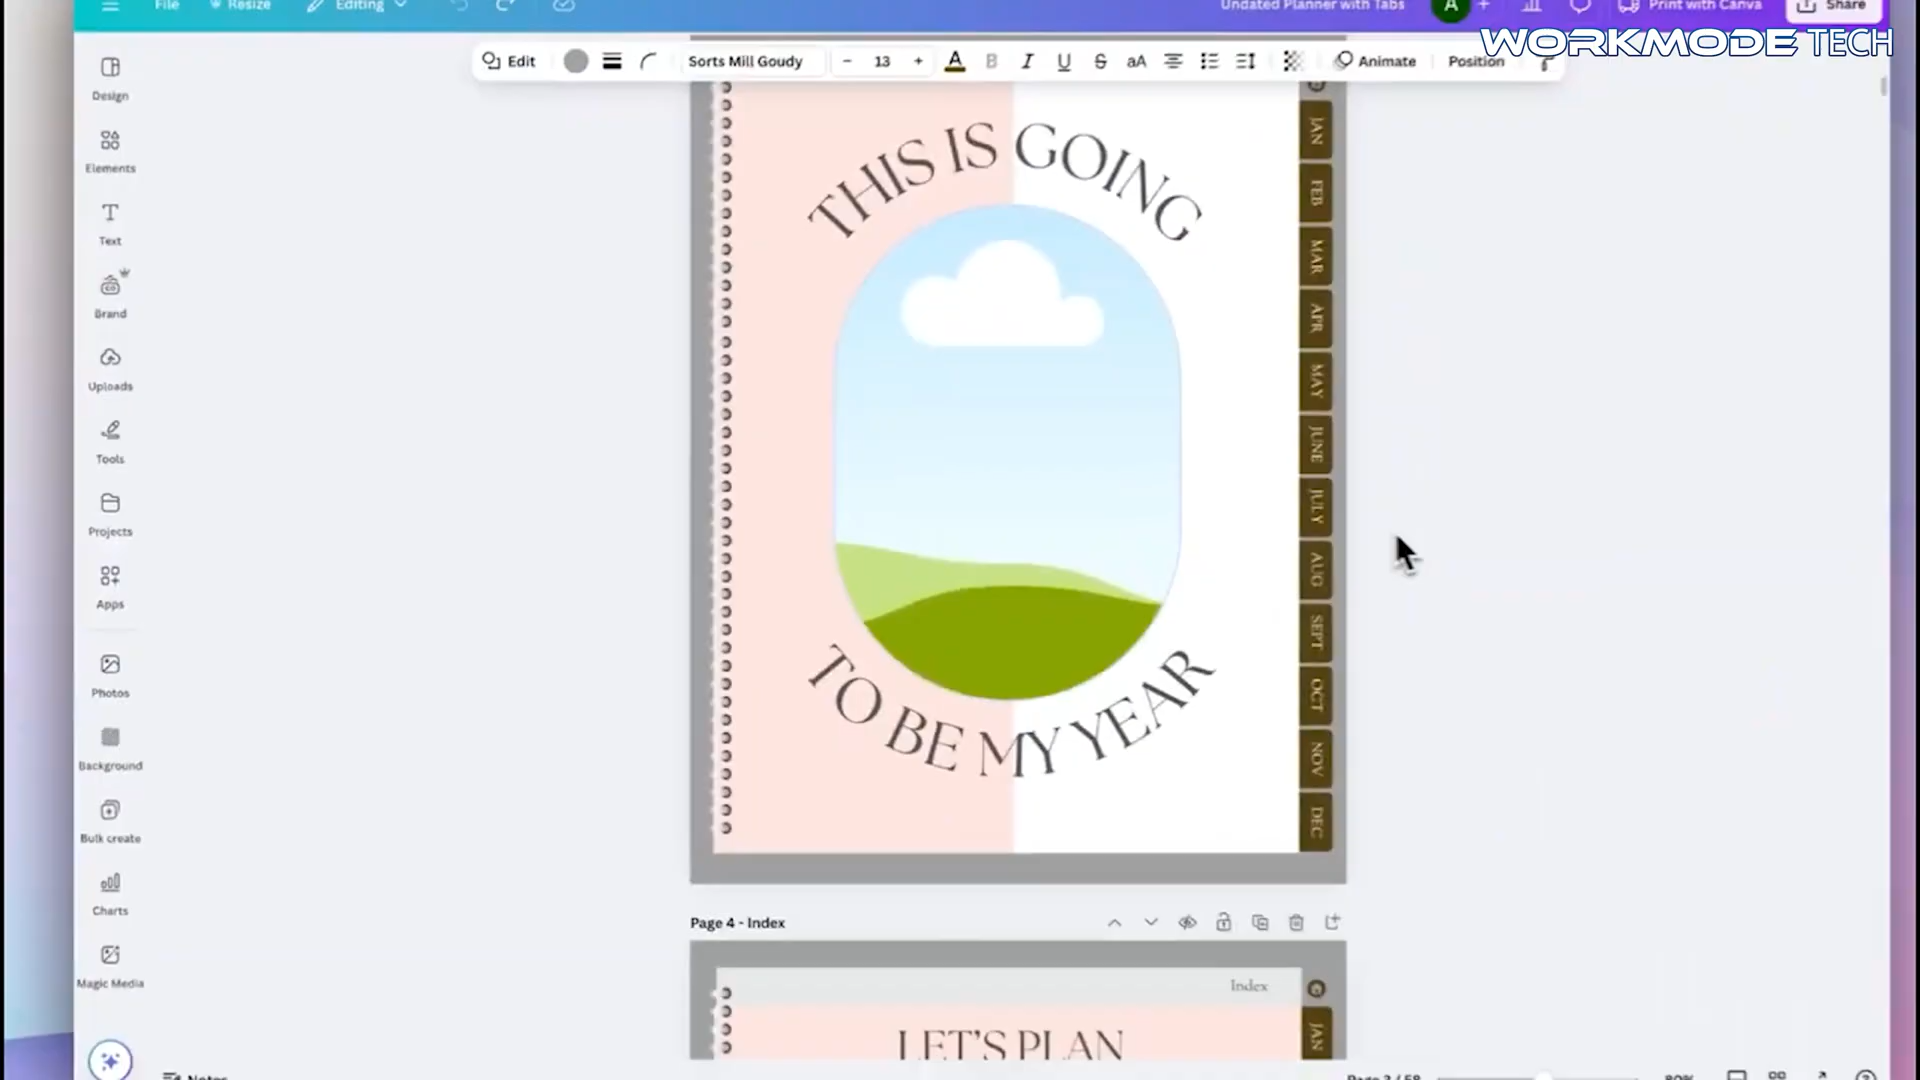 File Resize Editing Undated Planner with Tabs A Print with Canva Share
WORKMODE TECH
Edit Sorts Mill Goudy – 13 + A B I U S aA Animate Position
Design
Elements
Text
Brand
Uploads
Tools
Projects
Apps
Photos
Background
Bulk create
Charts
Magic Media
THIS IS GOING
TO BE MY YEAR
JAN
FEB
MAR
APR
MAY
JUNE
JULY
AUG
SEPT
OCT
NOV
DEC
Page 4 - Index
Index
LET'S PLAN
JAN
Notes
80%